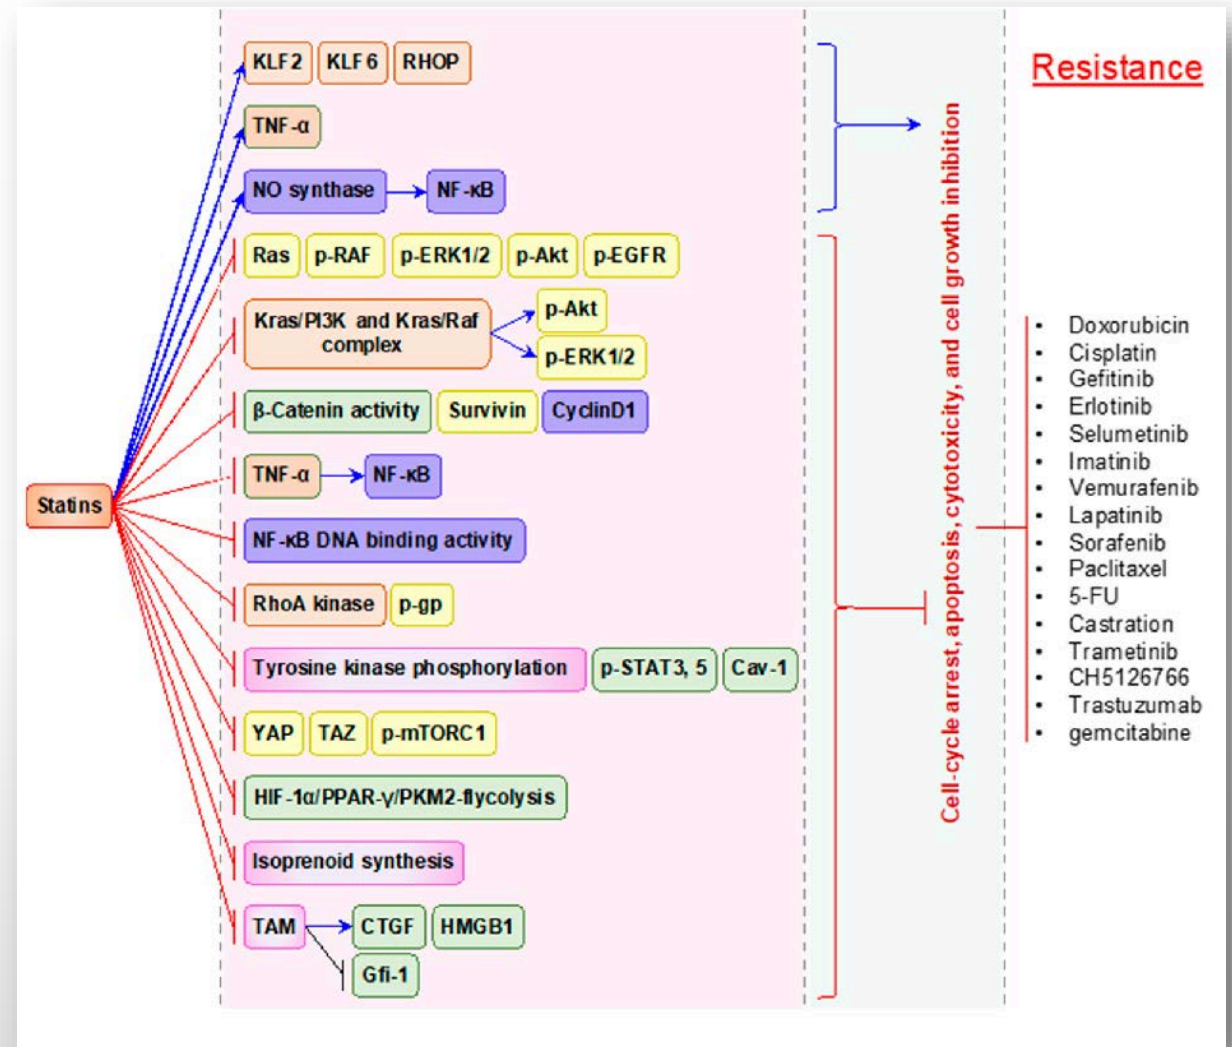 Resistance
KLF2
KLF6
RHOP
TNF-α
NO synthase
NF-κB
Ras
p-RAF
p-ERK1/2
p-Akt
p-EGFR
Kras/PI3K and Kras/Raf
complex
p-Akt
p-ERK1/2
β-Catenin activity
Survivin
CyclinD1
TNF-α
NF-κB
Statins
NF-κB DNA binding activity
RhoA kinase
p-gp
Tyrosine kinase phosphorylation
p-STAT3, 5
Cav-1
YAP
TAZ
p-mTORC1
HIF-1α/PPAR-γ/PKM2-flycolysis
Isoprenoid synthesis
TAM
CTGF
HMGB1
Gfi-1
Cell-cycle arrest, apoptosis, cytotoxicity, and cell growth inhibition
• Doxorubicin
• Cisplatin
• Gefitinib
• Erlotinib
• Selumetinib
• Imatinib
• Vemurafenib
• Lapatinib
• Sorafenib
• Paclitaxel
• 5-FU
• Castration
• Trametinib
• CH5126766
• Trastuzumab
• gemcitabine